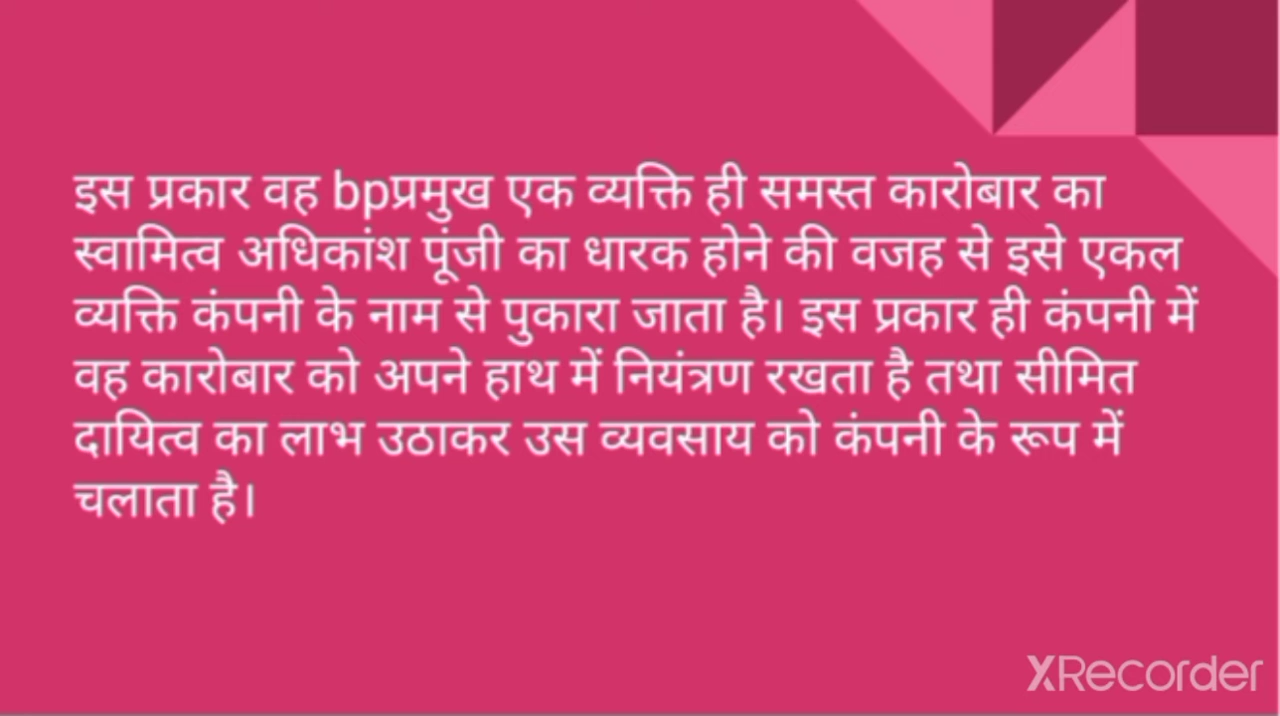 इस प्रकार वह bpप्रमुख एक व्यक्ति ही समस्त कारोबार का
स्वामित्व अधिकांश पूंजी का धारक होने की वजह से इसे एकल
व्यक्ति कंपनी के नाम से पुकारा जाता है। इस प्रकार ही कंपनी में
वह कारोबार को अपने हाथ में नियंत्रण रखता है तथा सीमित
दायित्व का लाभ उठाकर उस व्यवसाय को कंपनी के रूप में
चलाता है।
XRecorder